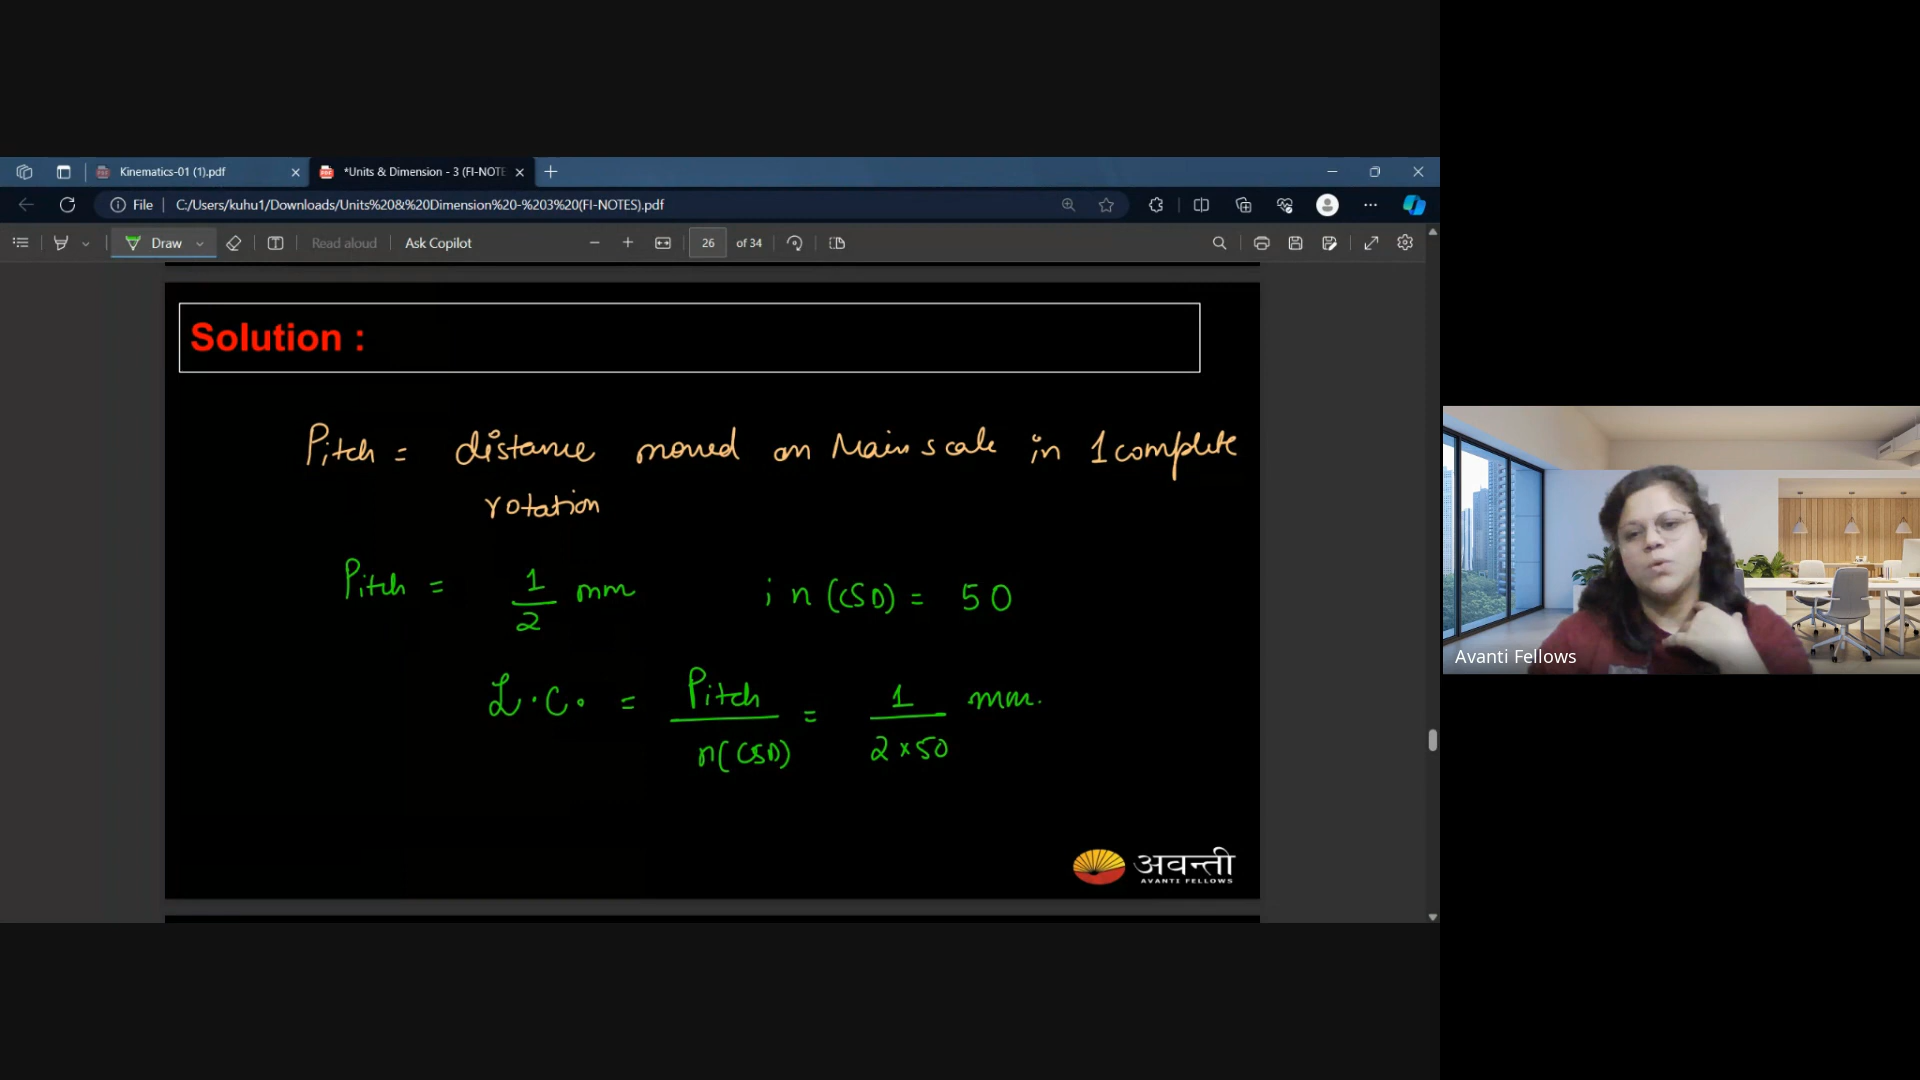 Kinematics-01 (1).pdf
*Units & Dimension - 3 (FI-NOTE
File
C:/Users/kuhu1/Downloads/Units%20&%20Dimension%20-%203%20(FI-NOTES).pdf
Draw
Read aloud
Ask Copilot
26
of 34
Solution :
Pitch = distance moved on Main scale in 1 complete
rotation
Pitch = 1/2 mm ; n (CSD) = 50
L.C. = Pitch/n(CSD) = 1/2 x 50 mm.
अवन्ती
AVANTI FELLOWS
Avanti Fellows